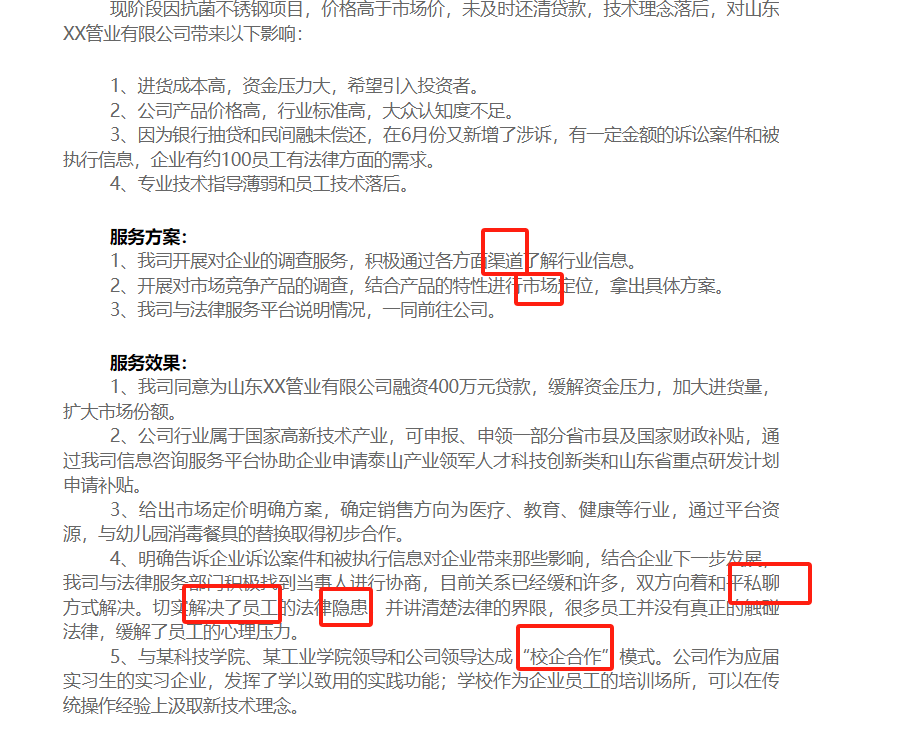 现阶段因抗菌不锈钢项目，价格高于市场价，未及时还清贷款，技术理念落后，对山东
XX管业有限公司带来以下影响：
1、进货成本高，资金压力大，希望引入投资者。
2、公司产品价格高，行业标准高，大众认知度不足。
3、因为银行抽贷和民间融未偿还，在6月份又新增了涉诉，有一定金额的诉讼案件和被
执行信息，企业有约100员工有法律方面的需求。
4、专业技术指导薄弱和员工技术落后。
服务方案：
1、我司开展对企业的调查服务，积极通过各方面渠道了解行业信息。
2、开展对市场竞争产品的调查，结合产品的特性进行市场定位，拿出具体方案。
3、我司与法律服务平台说明情况，一同前往公司。
服务效果：
1、我司同意为山东XX管业有限公司融资400万元贷款，缓解资金压力，加大进货量，
扩大市场份额。
2、公司行业属于国家高新技术产业，可申报、申领一部分省市县及国家财政补贴，通
过我司信息咨询服务平台协助企业申请泰山产业领军人才科技创新类和山东省重点研发计划
申请补贴。
3、给出市场定价明确方案，确定销售方向为医疗、教育、健康等行业，通过平台资
源，与幼儿园消毒餐具的替换取得初步合作。
4、明确告诉企业诉讼案件和被执行信息对企业带来那些影响，结合企业下一步发展，
我司与法律服务部门积极找到当事人进行协商，目前关系已经缓和许多，双方向着和平私聊
方式解决。切实解决了员工的法律隐患，并讲清楚法律的界限，很多员工并没有真正的触碰
法律，缓解了员工的心理压力。
5、与某科技学院、某工业学院领导和公司领导达成“校企合作”模式。公司作为应届
实习生的实习企业，发挥了学以致用的实践功能；学校作为企业员工的培训场所，可以在传
统操作经验上汲取新技术理念。